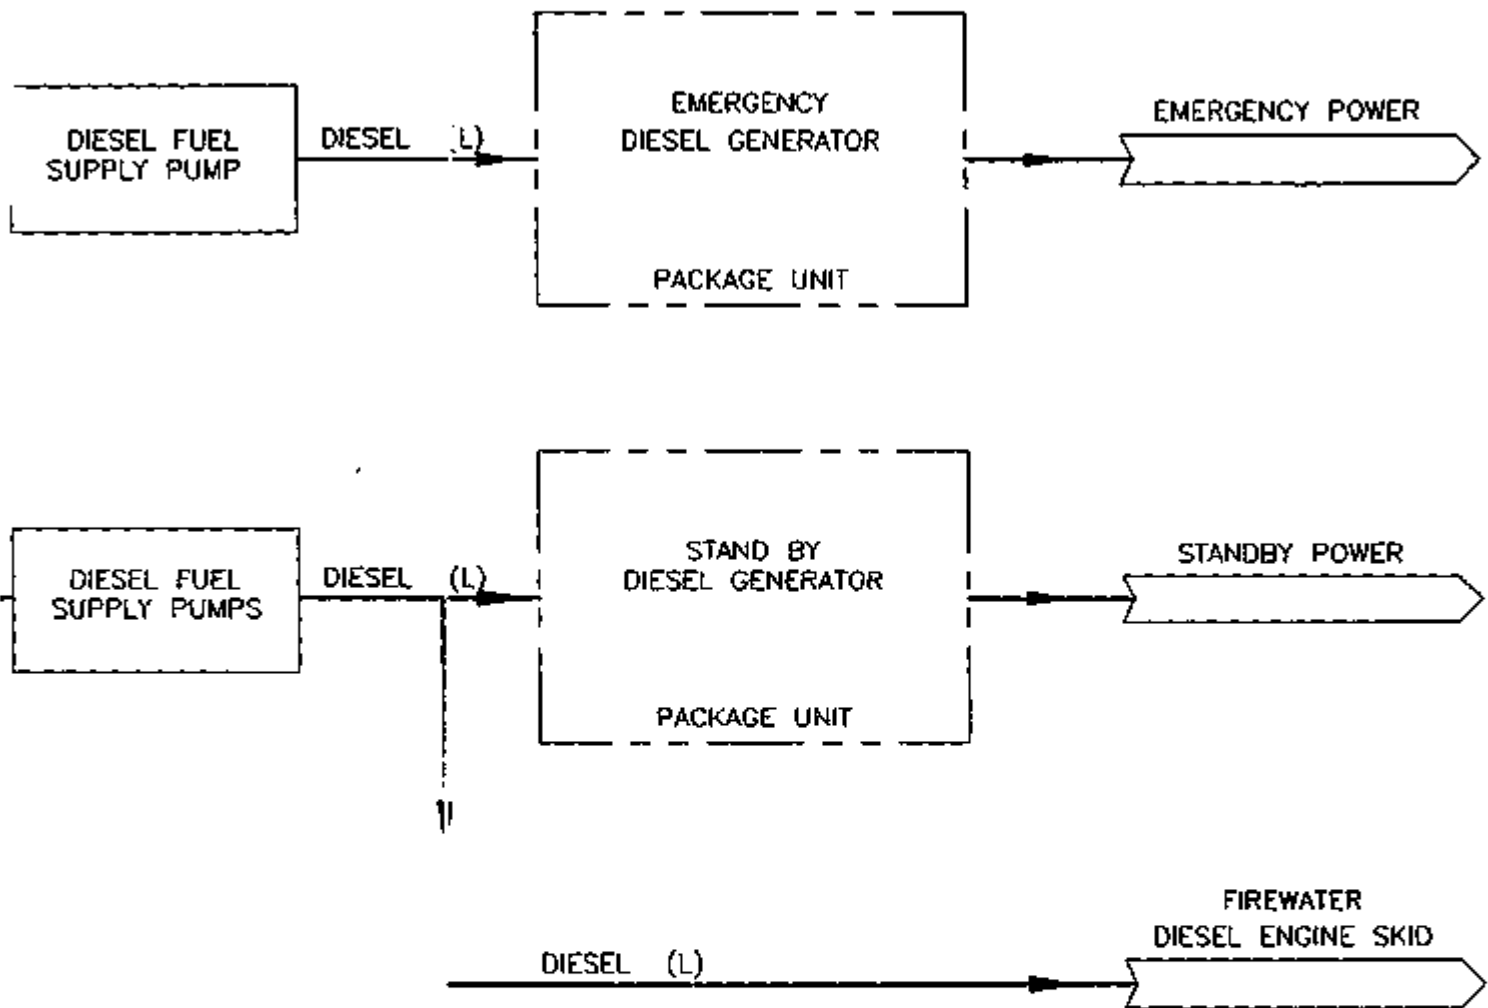 EMERGENCY
DIESEL GENERATOR
EMERGENCY POWER
DIESEL FUEL
SUPPLY PUMP
DIESEL (L)
PACKAGE UNIT
STAND BY
DIESEL GENERATOR
STANDBY POWER
DIESEL FUEL
SUPPLY PUMPS
DIESEL (L)
PACKAGE UNIT
FIREWATER
DIESEL ENGINE SKID
DIESEL (L)